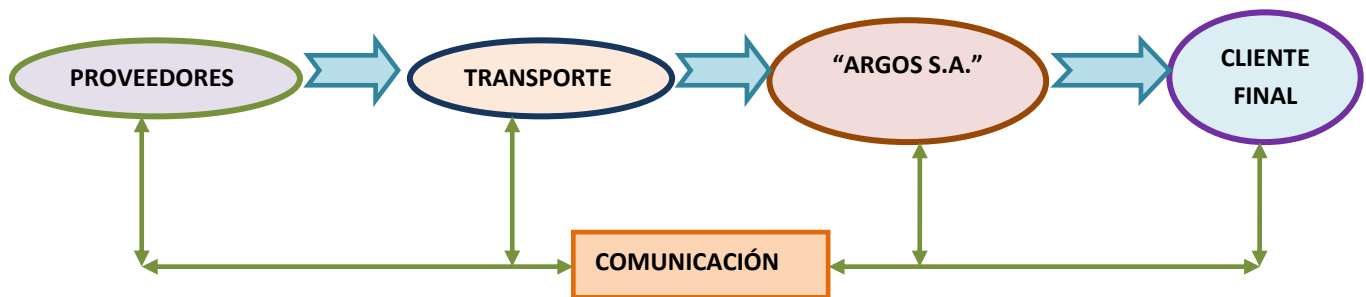 PROVEEDORES
TRANSPORTE
“ARGOS S.A.”
CLIENTE
FINAL
COMUNICACIÓN